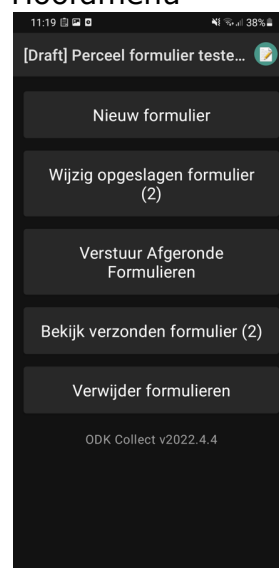 Hoofdmenu
11:19 38%
[Draft] Perceel formulier teste...
Nieuw formulier
Wijzig opgeslagen formulier
(2)
Verstuur Afgeronde
Formulieren
Bekijk verzonden formulier (2)
Verwijder formulieren
ODK Collect v2022.4.4